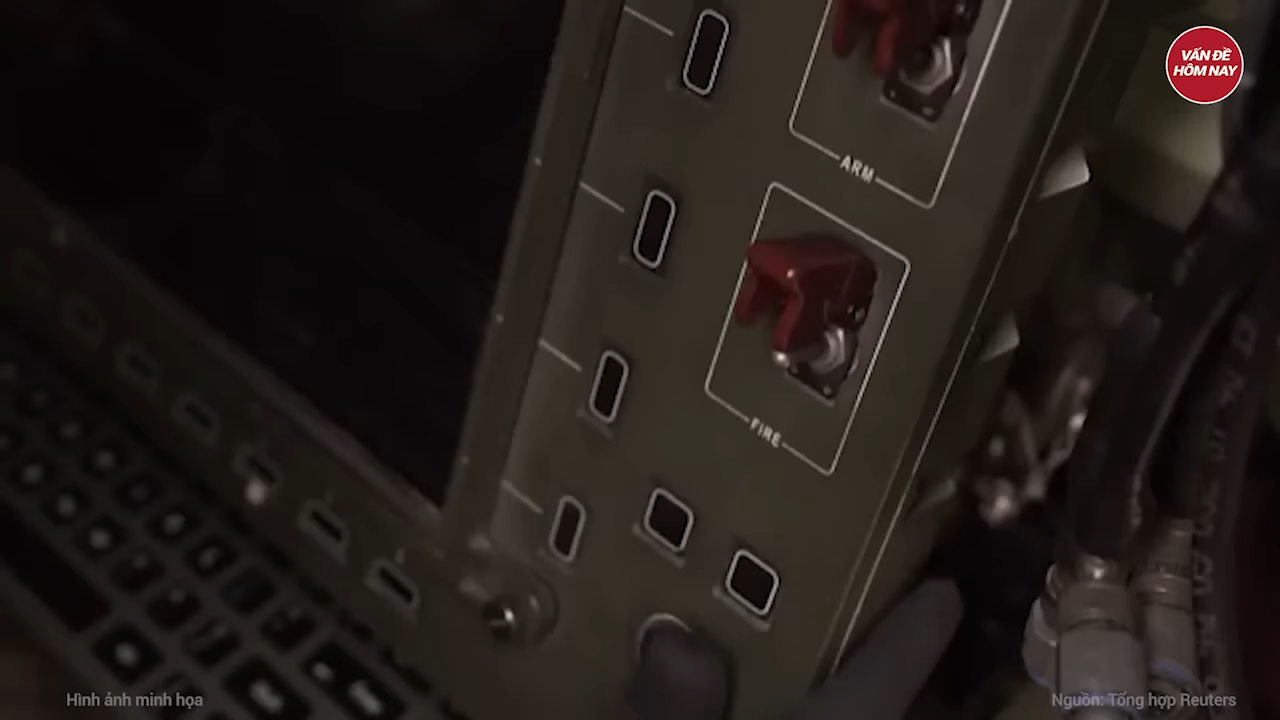 VẤN ĐỀ
HÔM NAY
ARM
FIRE
Hình ảnh minh họa
Nguồn: Tổng hợp Reuters